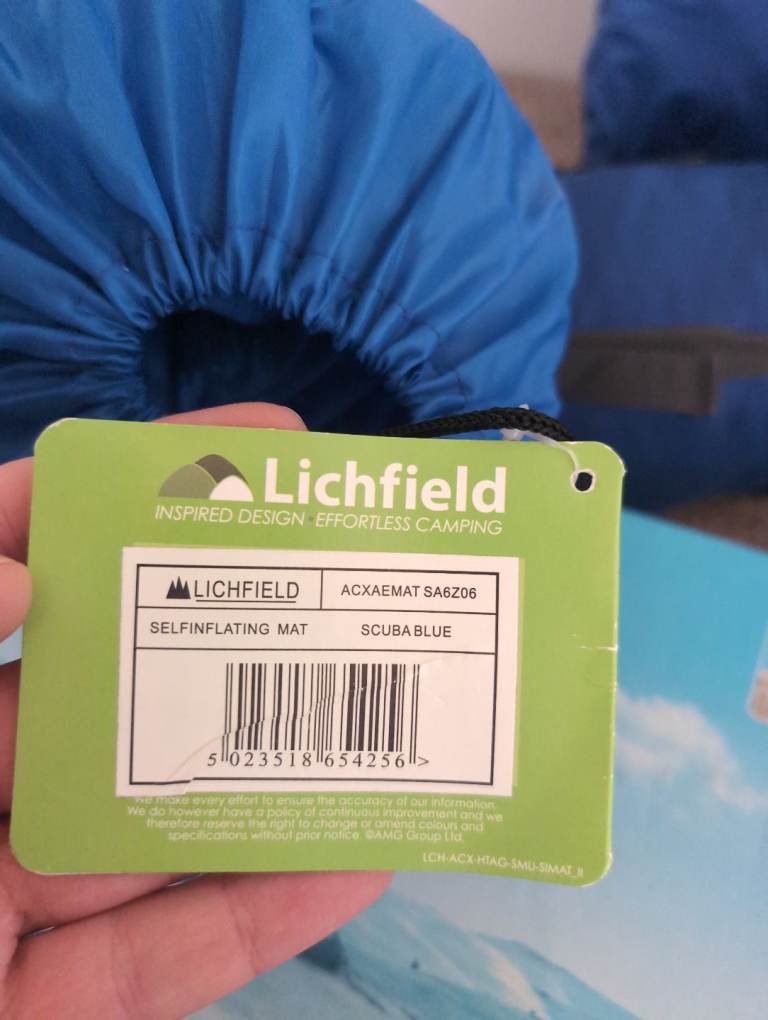 Lichfield
INSPIRED DESIGN • EFFORTLESS CAMPING
LICHFIELD
ACXAEMAT SA6Z06
SELFINFLATING MAT
SCUBA BLUE
5 023518 654256 >
We make every effort to ensure the accuracy of our information.
We do however have a policy of continuous improvement and we
therefore reserve the right to change or amend colours and
specifications without prior notice. ©AMG Group Ltd.
LCH-ACX-HTAG-SMU-SIMAT_R